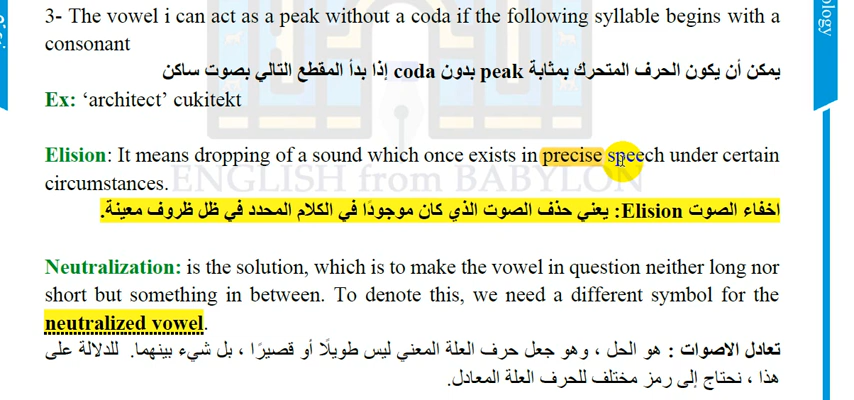 3- The vowel i can act as a peak without a coda if the following syllable begins with a
consonant
يمكن أن يكون الحرف المتحرك بمثابة peak بدون coda إذا بدأ المقطع التالي بصوت ساكن
Ex: ‘architect’ cukitekt
Elision: It means dropping of a sound which once exists in precise speech under certain
circumstances.
ENGLISH from BABYLON
اخفاء الصوت Elision: يعني حذف الصوت الذي كان موجودًا في الكلام المحدد في ظل ظروف معينة.
Neutralization: is the solution, which is to make the vowel in question neither long nor
short but something in between. To denote this, we need a different symbol for the
neutralized vowel.
تعادل الاصوات : هو الحل ، وهو جعل حرف العلة المعني ليس طويلًا أو قصيرًا ، بل شيء بينهما. للدلالة على
هذا ، نحتاج إلى رمز مختلف للحرف العلة المعادل.